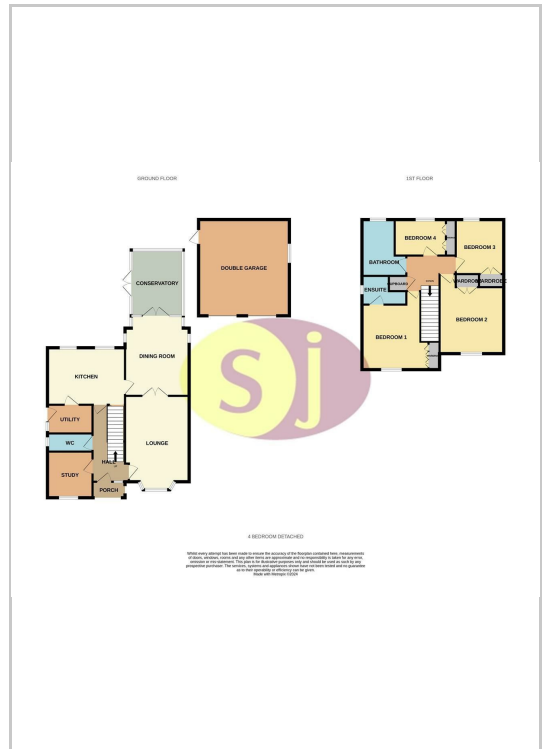 GROUND FLOOR
1ST FLOOR
DOUBLE GARAGE
CONSERVATORY
DINING ROOM
KITCHEN
UTILITY
WC
STUDY
HALL
PORCH
LOUNGE
BEDROOM 4
BEDROOM 3
BATHROOM
CUPBOARD
ENSUITE
WARDROBE
WARDROBE
BEDROOM 1
BEDROOM 2
Sj
4 BEDROOM DETACHED
Whilst every attempt has been made to ensure the accuracy of the floorplan contained here, measurements
of doors, windows, rooms and any other items are approximate and no responsibility is taken for any error,
omission or mis-statement. This plan is for illustrative purposes only and should be used as such by any
prospective purchaser. The services, systems and appliances shown have not been tested and no guarantee
as to their operability or efficiency can be given.
Made with Metropix ©2024